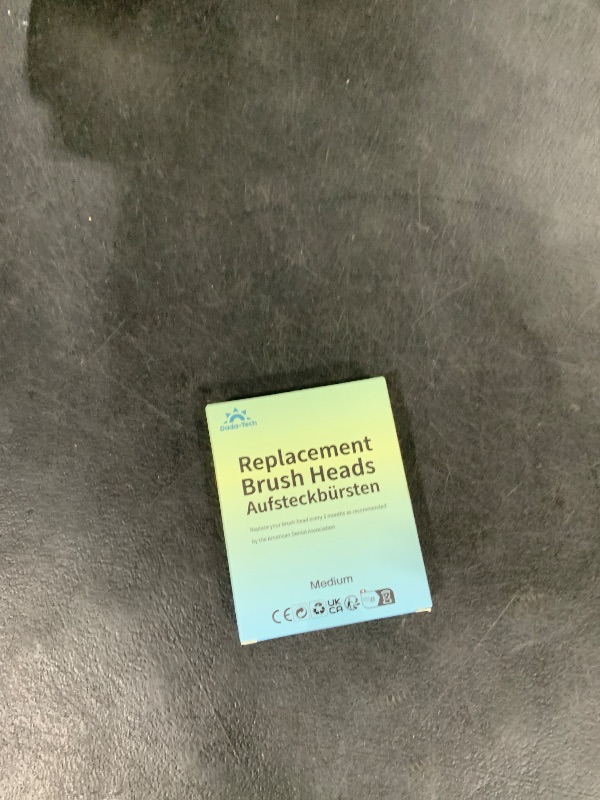 Dada-Tech
Replacement
Brush Heads
Aufsteckbürsten
Replace your brush head every 3 months as recommended
by the American Dental Association
Medium
CE
UK
CA